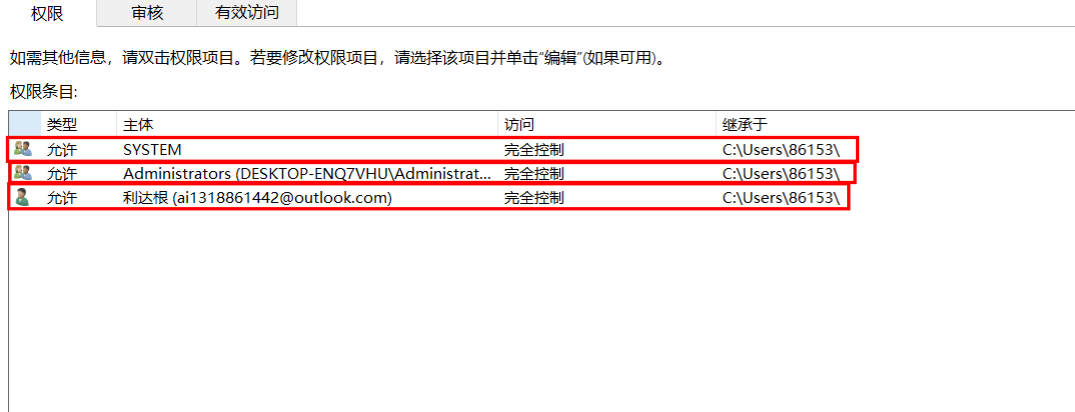 权限 审核 有效访问
如需其他信息，请双击权限项目。若要修改权限项目，请选择该项目并单击“编辑”(如果可用)。
权限条目:
类型 主体 访问 继承于
允许 SYSTEM 完全控制 C:\Users\86153\
允许 Administrators (DESKTOP-ENQ7VHU\Administrat... 完全控制 C:\Users\86153\
允许 利达根 (ai1318861442@outlook.com) 完全控制 C:\Users\86153\